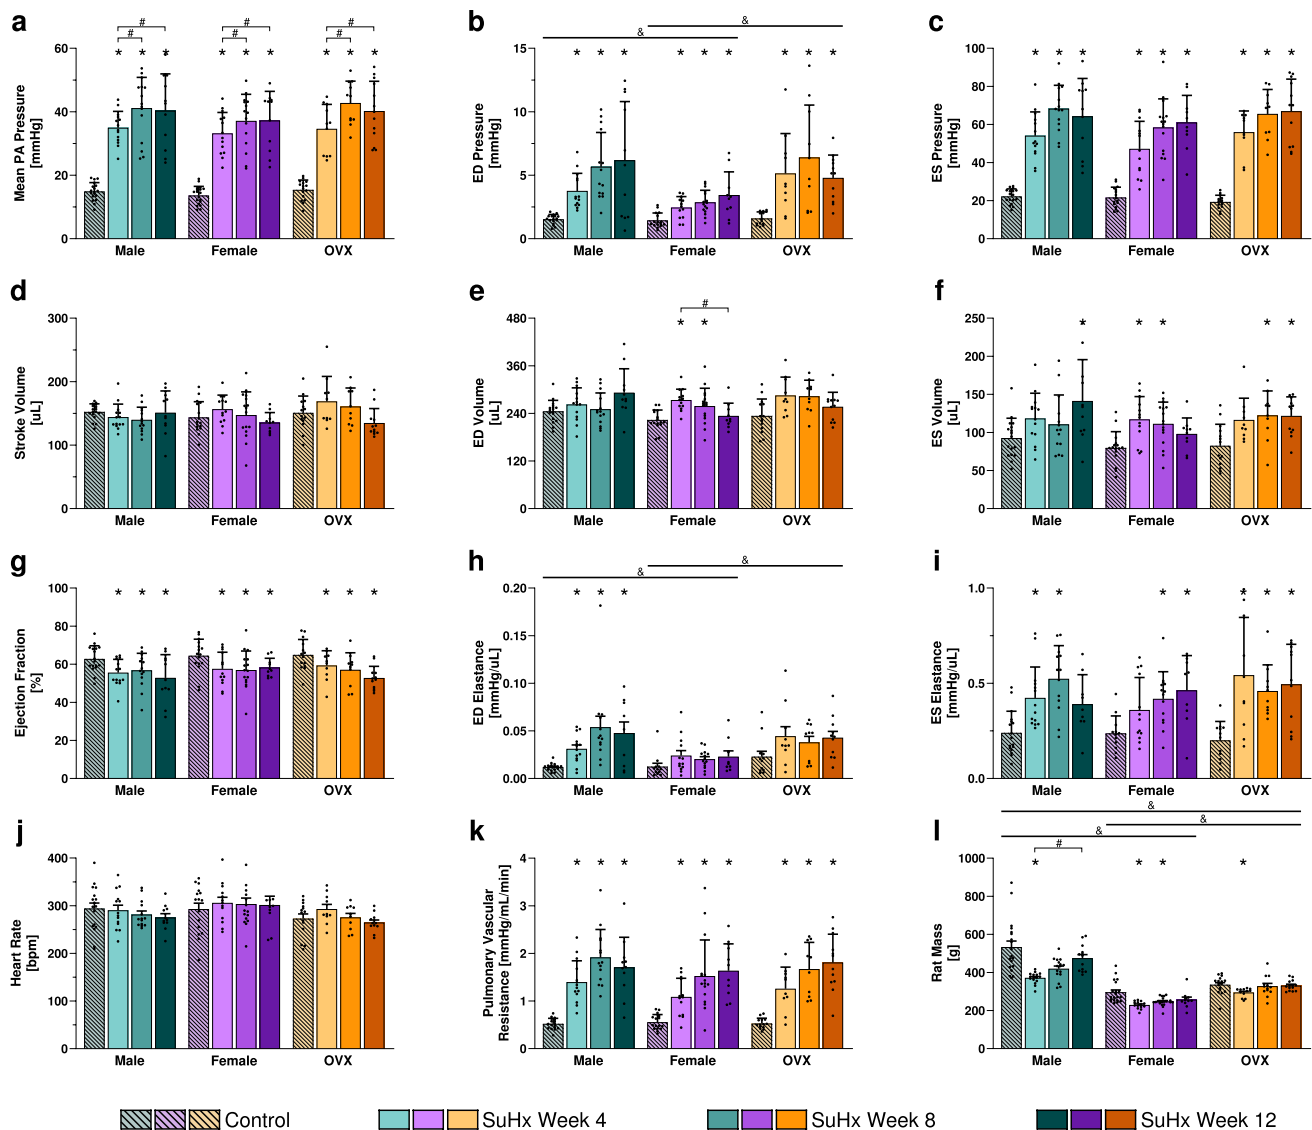 a
# #
* * * * * * * * *
Mean PA Pressure
[mmHg]
60
40
20
0
Male Female OVX
b
&
&
* * * * * * * * *
ED Pressure
[mmHg]
15
10
5
0
Male Female OVX
c
* * * * * * * * *
ES Pressure
[mmHg]
100
80
60
40
20
0
Male Female OVX
d
Stroke Volume
[uL]
300
200
150
100
0
Male Female OVX
e
#
* *
ED Volume
[uL]
480
360
240
120
0
Male Female OVX
f
* * * * *
ES Volume
[uL]
250
200
150
100
50
0
Male Female OVX
g
* * * * * * * * *
Ejection Fraction
[%]
100
80
60
40
20
0
Male Female OVX
h
&
&
* * *
ED Elastance
[mmHg/uL]
0.20
0.15
0.10
0.05
0.00
Male Female OVX
i
* * * * * * *
ES Elastance
[mmHg/uL]
1.0
0.5
0.0
Male Female OVX
j
Heart Rate
[bpm]
400
300
200
100
0
Male Female OVX
k
* * * * * * * * *
Pulmonary Vascular
Resistance [mmHg/mL/min]
4
3
2
1
0
Male Female OVX
l
&
&
&
#
* * * *
Rat Mass
[g]
1000
800
600
400
200
0
Male Female OVX
Control SuHx Week 4 SuHx Week 8 SuHx Week 12